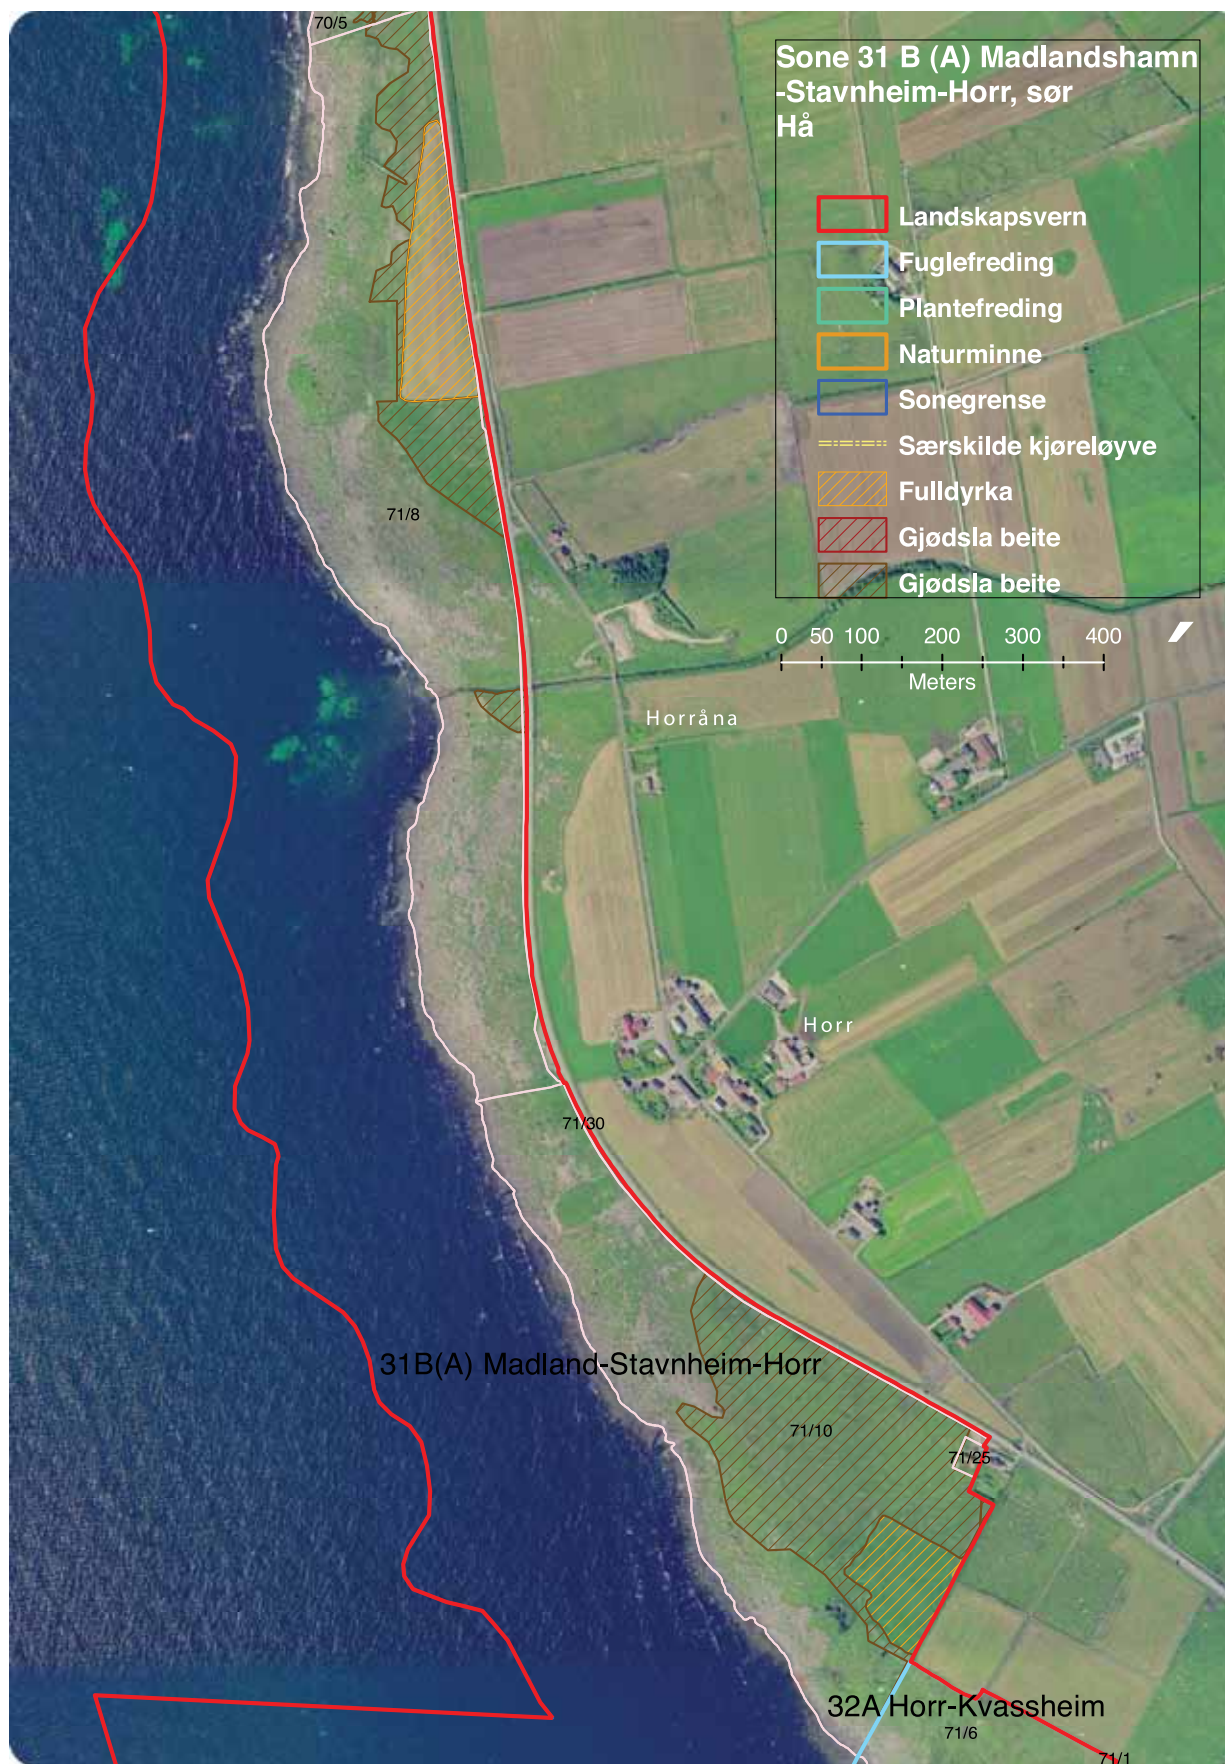 70/5
Sone 31 B (A) Madlandshamn
-Stavnheim-Horr, sør
Hå
Landskapsvern
Fuglefreding
Plantefreding
Naturminne
Sonegrense
Særskilde kjøreløyve
Fulldyrka
Gjødsla beite
Gjødsla beite
71/8
0 50 100 200 300 400
Meters
Horråna
Horr
71/30
31B(A) Madland-Stavnheim-Horr
71/10
71/25
32A Horr-Kvassheim
71/6
71/1